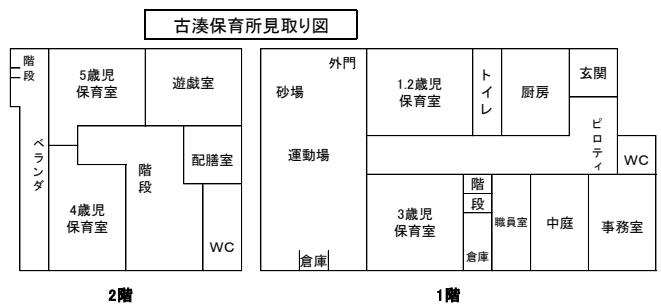 古湊保育所見取り図
階段
5歳児
保育室
遊戯室
ベランダ
配膳室
階段
4歳児
保育室
WC
2階
外門
砂場
1.2歳児
保育室
トイレ
厨房
玄関
運動場
ピロティ
WC
3歳児
保育室
階
段
職員室
中庭
事務室
倉庫
倉庫
1階